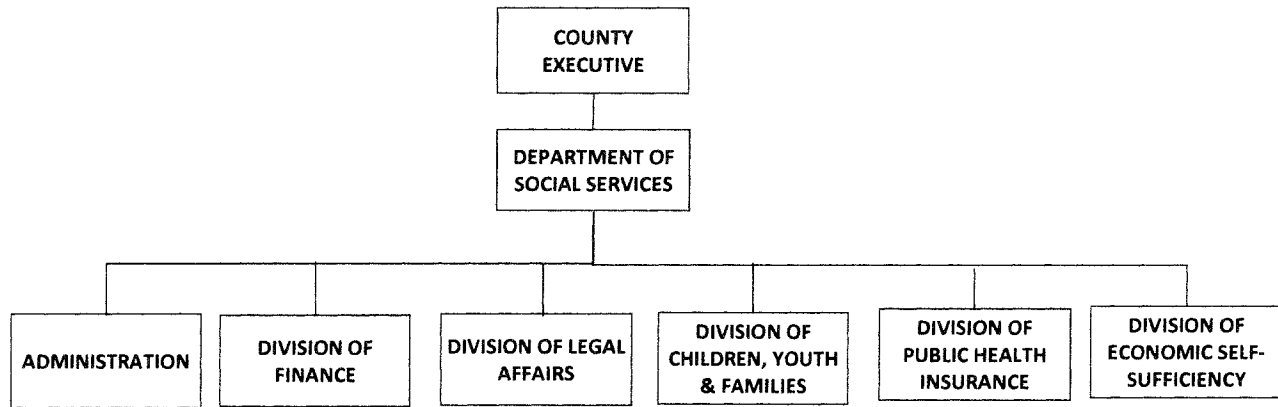 COUNTY
EXECUTIVE
DEPARTMENT OF
SOCIAL SERVICES
ADMINISTRATION
DIVISION OF
FINANCE
DIVISION OF LEGAL
AFFAIRS
DIVISION OF
CHILDREN, YOUTH
& FAMILIES
DIVISION OF
PUBLIC HEALTH
INSURANCE
DIVISION OF
ECONOMIC SELF-
SUFFICIENCY